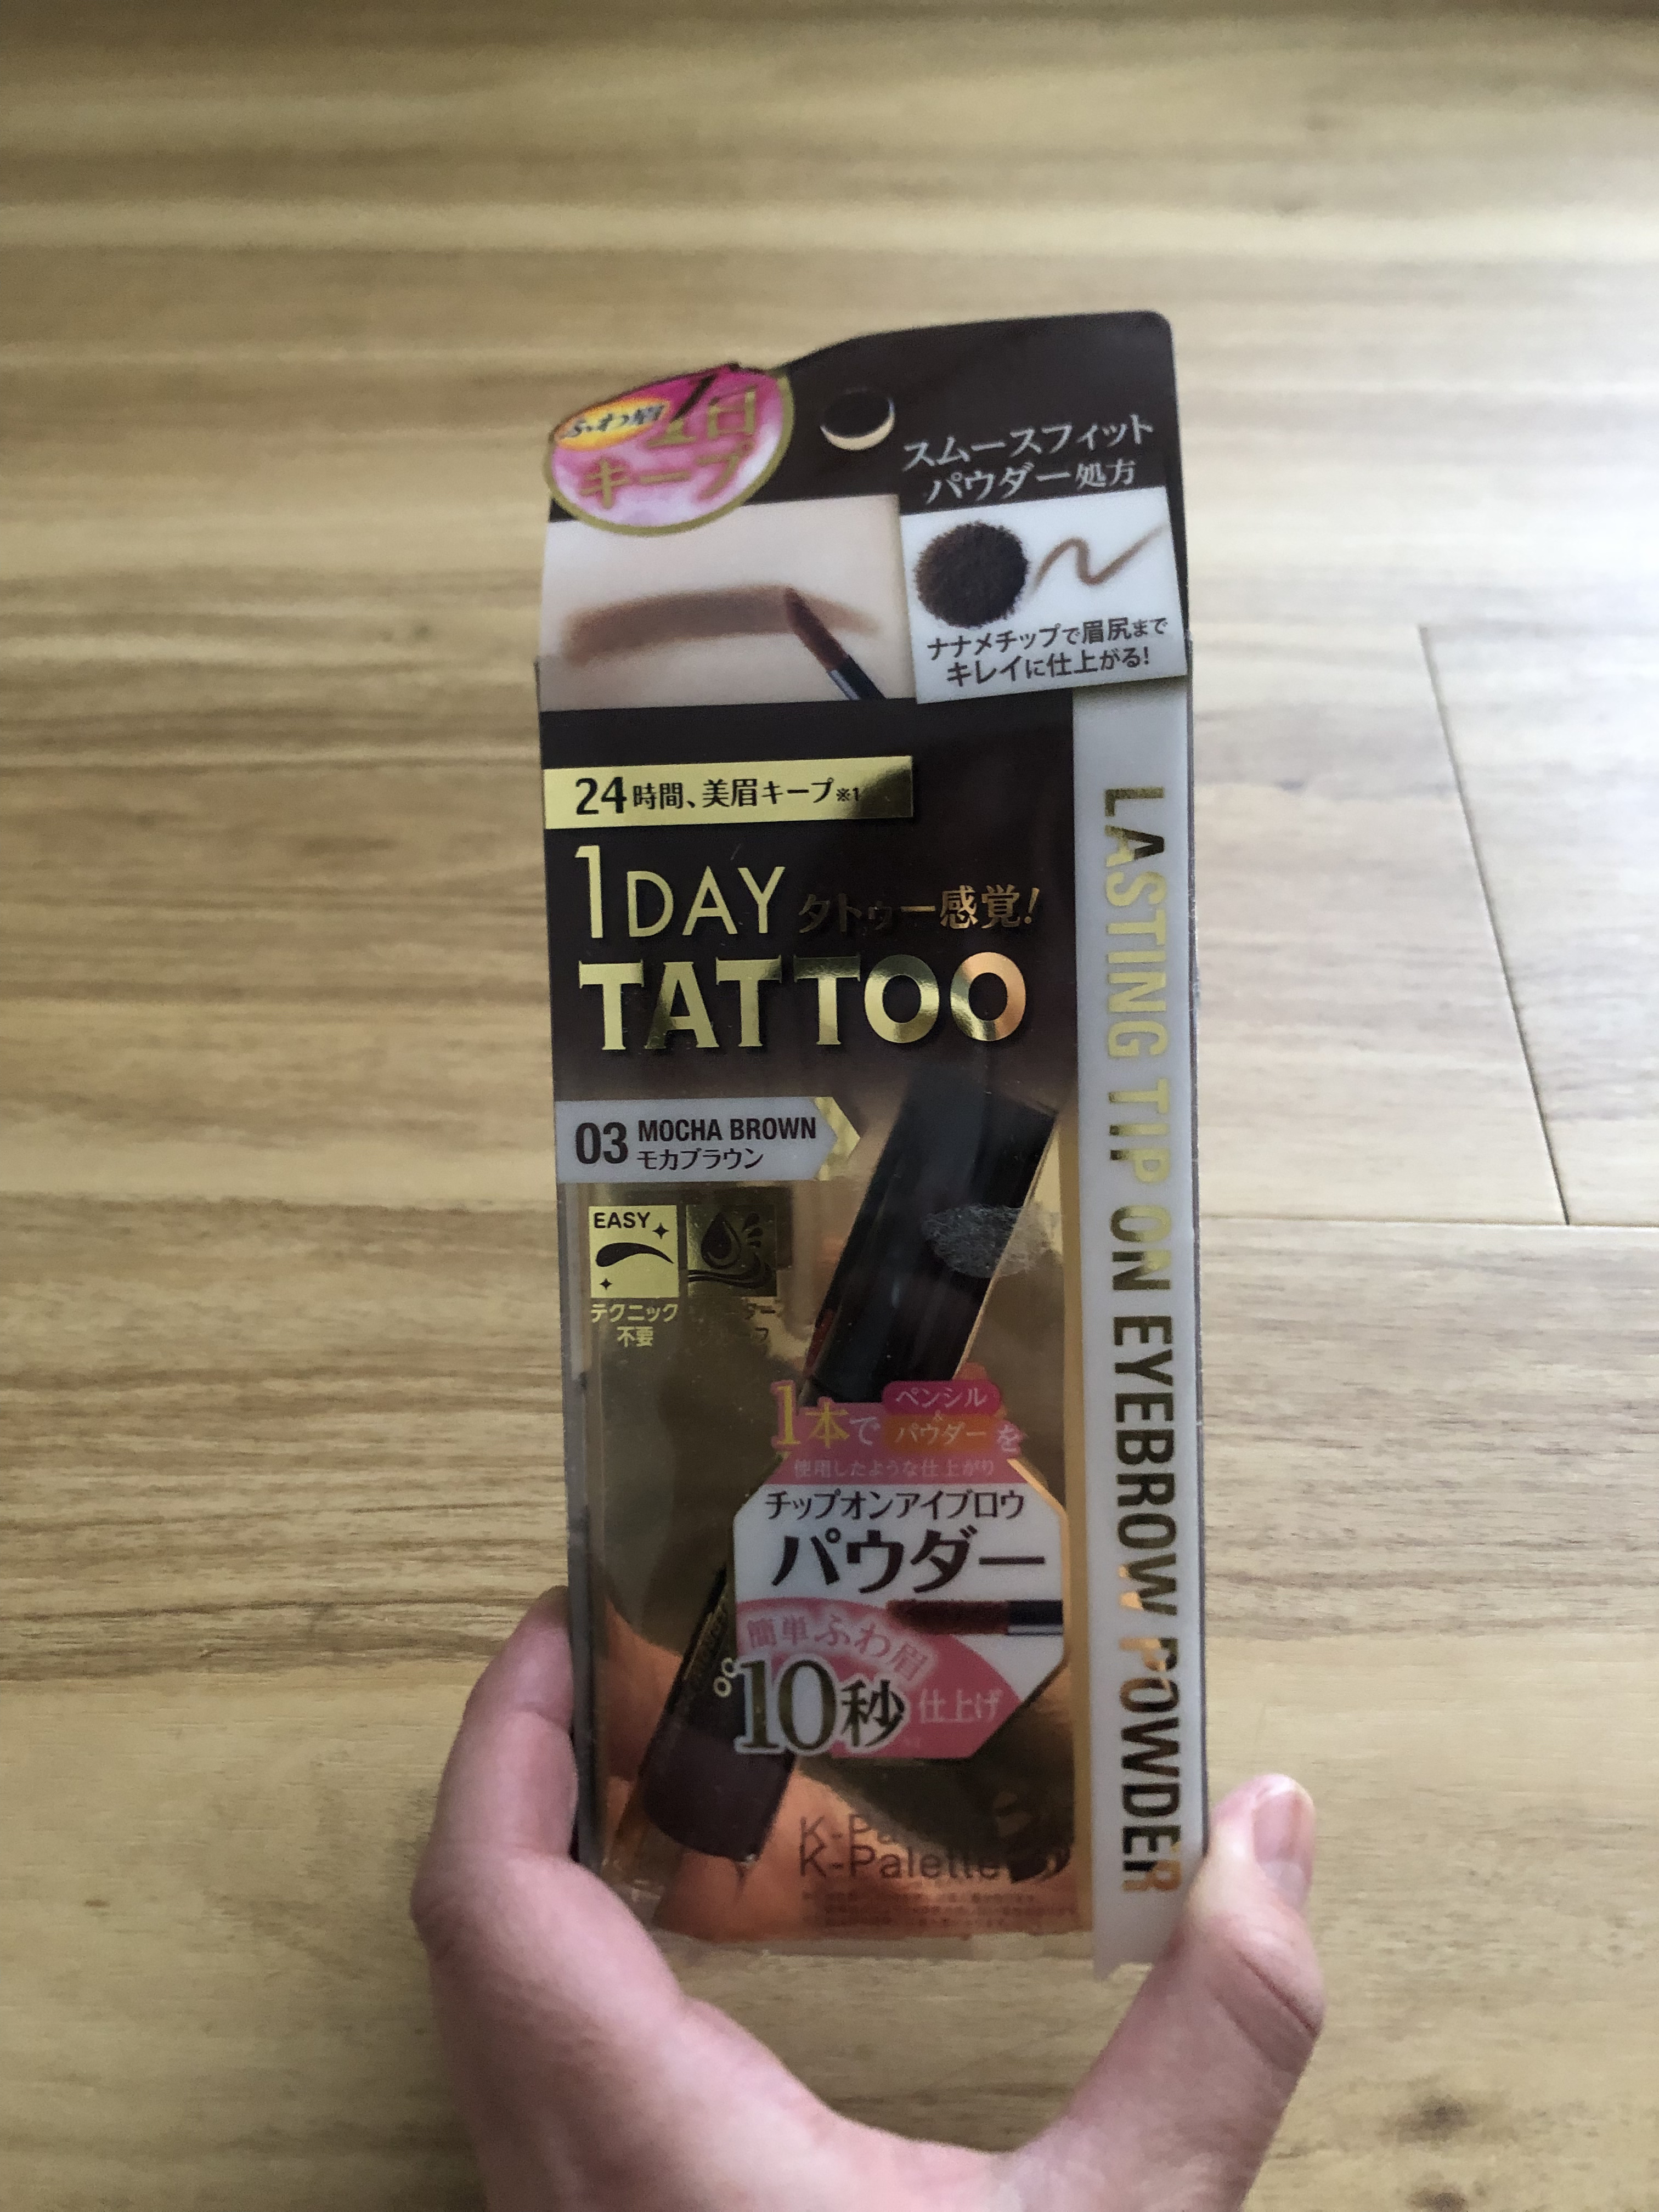 ふわ眉
1日
キープ
スムースフィット
パウダー処方
ナナメチップで眉尻まで
キレイに仕上がる!
24時間、美眉キープ※1
1DAY タトゥー感覚!
TATTOO
03 MOCHA BROWN
モカブラウン
EASY
テクニック
不要
1本で ペンシル & パウダー を
使用したような仕上がり
チップオンアイブロウ
パウダー
簡単ふわ眉
10秒 仕上げ
K-Palette
LASTING TIP ON EYEBROW POWDER